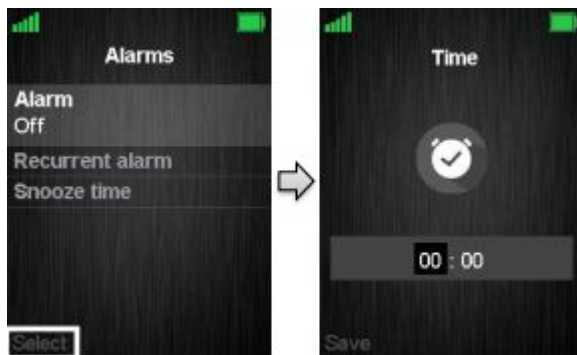 Alarms
Alarm
Off
Recurrent alarm
Snooze time
Select
Time
00 : 00
Save